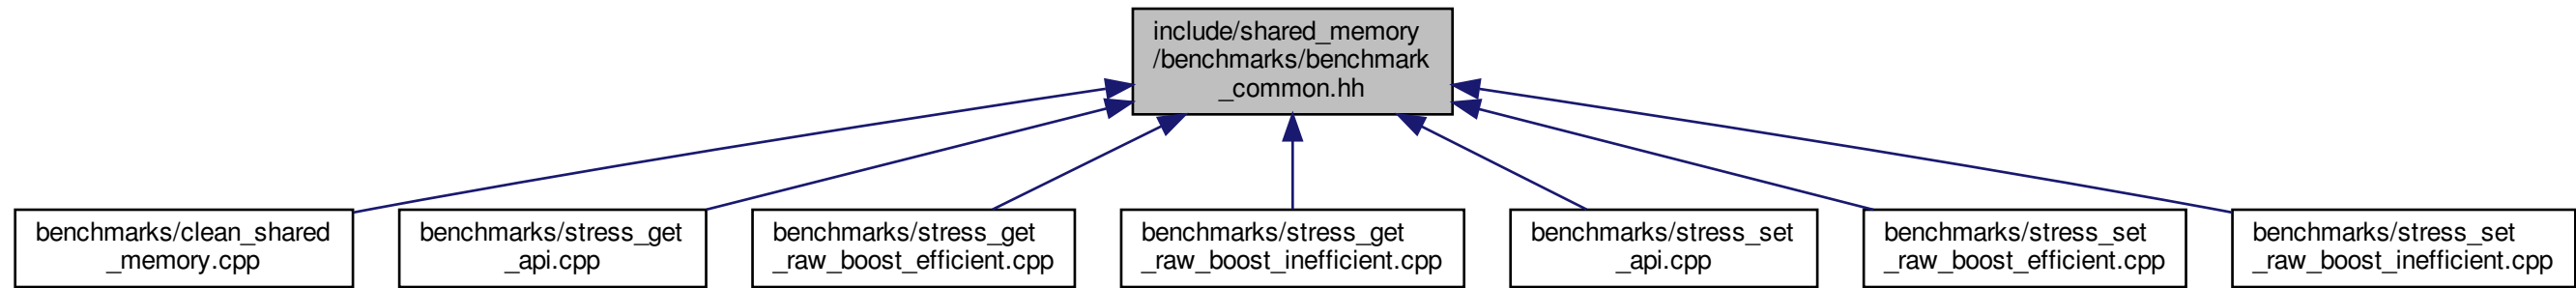 include/shared_memory
/benchmarks/benchmark
_common.hh
benchmarks/clean_shared
_memory.cpp
benchmarks/stress_get
_api.cpp
benchmarks/stress_get
_raw_boost_efficient.cpp
benchmarks/stress_get
_raw_boost_inefficient.cpp
benchmarks/stress_set
_api.cpp
benchmarks/stress_set
_raw_boost_efficient.cpp
benchmarks/stress_set
_raw_boost_inefficient.cpp